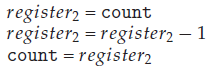 register₂ = count
register₂ = register₂ − 1
count = register₂